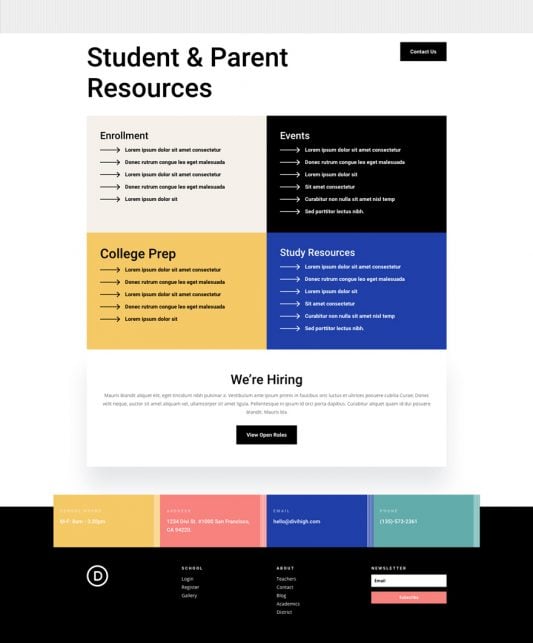 Student & Parent
Resources
Contact Us
Enrollment
Lorem ipsum dolor sit amet consectetur
Donec rutrum congue leo eget malesuada
Lorem ipsum dolor sit amet consectetur
Donec rutrum congue leo eget malesuada
Lorem ipsum dolor sit
Events
Lorem ipsum dolor sit amet consectetur
Donec rutrum congue leo eget malesuada
Lorem ipsum dolor sit
Sit amet consectetur
Curabitur non nulla sit amet nisl temp
Sed porttitor lectus nibh.
College Prep
Lorem ipsum dolor sit amet consectetur
Donec rutrum congue leo eget malesuada
Lorem ipsum dolor sit amet consectetur
Donec rutrum congue leo eget malesuada
Lorem ipsum dolor sit
Study Resources
Lorem ipsum dolor sit amet consectetur
Donec rutrum congue leo eget malesuada
Lorem ipsum dolor sit
Sit amet consectetur
Curabitur non nulla sit amet nisl temp
Sed porttitor lectus nibh.
We’re Hiring
Mauris blandit aliquet elit, eget tincidunt nibh pulvinar a. Vestibulum ante ipsum primis in faucibus orci luctus et ultrices posuere cubilia Curae; Donec
velit neque, auctor sit amet aliquam vel, ullamcorper sit amet ligula. Pellentesque in ipsum id orci porta dapibus. Curabitur aliquet quam id dui posuere
blandit. Mauris bla
View Open Roles
SCHOOL HOURS
M-F: 8am - 3:30pm
ADDRESS
1234 Divi St. #1000 San Francisco,
CA 94220.
EMAIL
hello@divihigh.com
PHONE
(135)-573-2361
D
SCHOOL
Login
Register
Gallery
ABOUT
Teachers
Contact
Blog
Academics
District
NEWSLETTER
Email
Subscribe